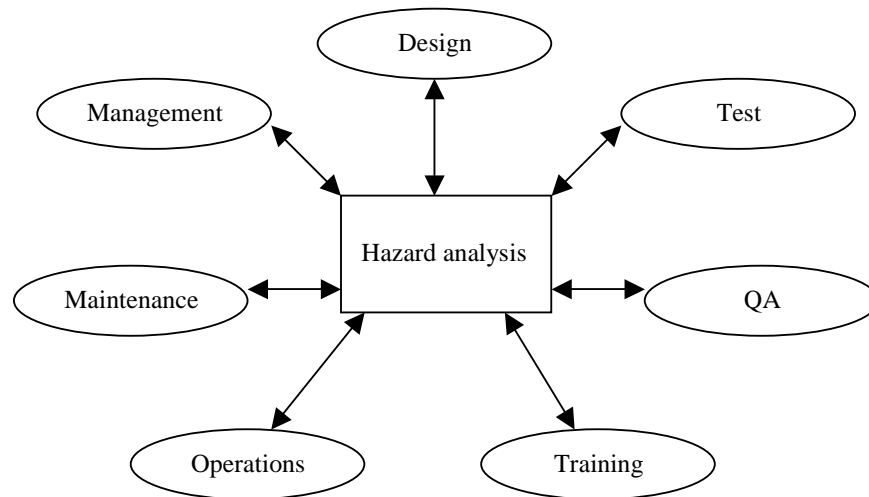 Design
Management
Test
Hazard analysis
Maintenance
QA
Operations
Training